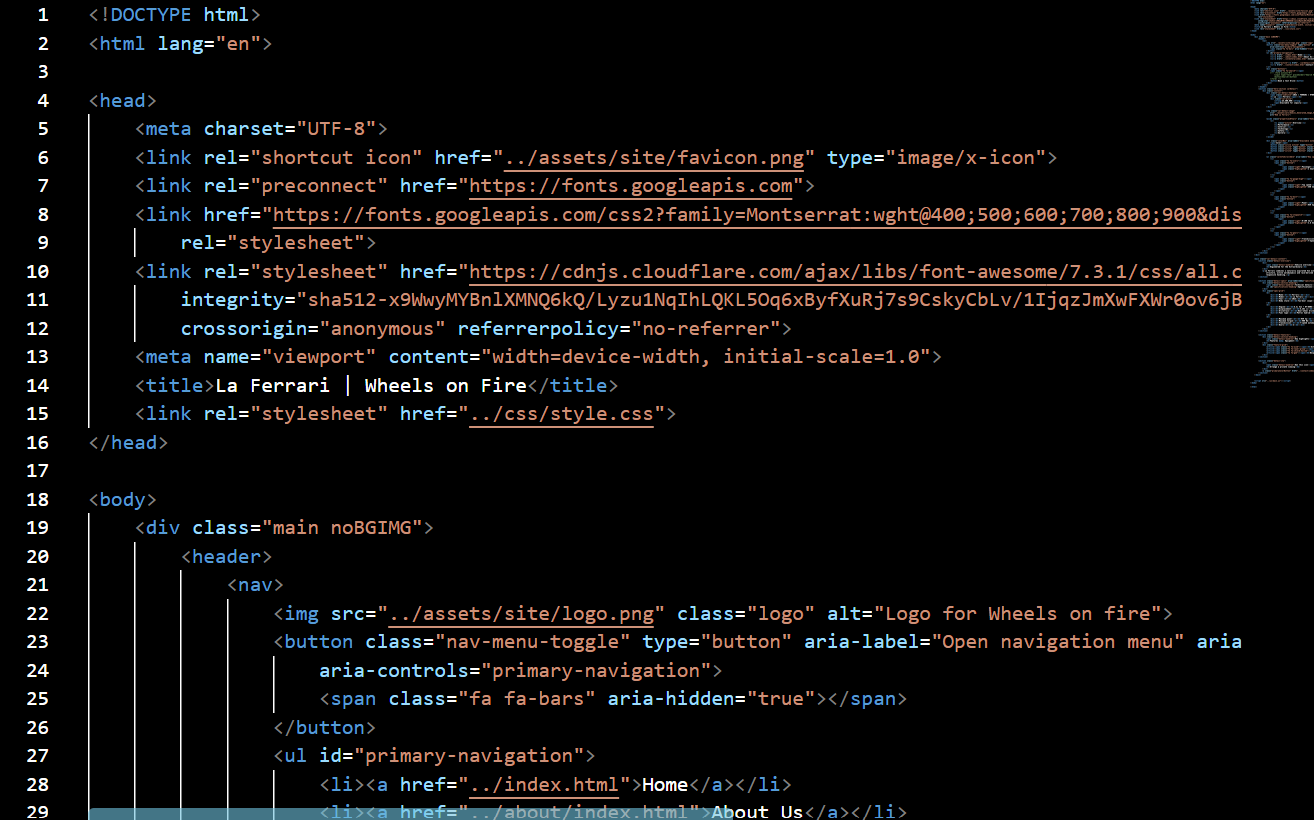 1 <!DOCTYPE html>
2 <html lang="en">
3
4 <head>
5 <meta charset="UTF-8">
6 <link rel="shortcut icon" href="../assets/site/favicon.png" type="image/x-icon">
7 <link rel="preconnect" href="https://fonts.googleapis.com">
8 <link href="https://fonts.googleapis.com/css2?family=Montserrat:wght@400;500;600;700;800;900&dis
9 rel="stylesheet">
10 <link rel="stylesheet" href="https://cdnjs.cloudflare.com/ajax/libs/font-awesome/7.3.1/css/all.c
11 integrity="sha512-x9WwyMYBnlXMNQ6kQ/Lyzu1NqIhLQKL5Oq6xByfXuRj7s9CskyCbLv/1IjqzJmXwFXWr0ov6jB
12 crossorigin="anonymous" referrerpolicy="no-referrer">
13 <meta name="viewport" content="width=device-width, initial-scale=1.0">
14 <title>La Ferrari | Wheels on Fire</title>
15 <link rel="stylesheet" href="../css/style.css">
16 </head>
17
18 <body>
19 <div class="main noBGIMG">
20 <header>
21 <nav>
22 <img src="../assets/site/logo.png" class="logo" alt="Logo for Wheels on fire">
23 <button class="nav-menu-toggle" type="button" aria-label="Open navigation menu" aria
24 aria-controls="primary-navigation">
25 <span class="fa fa-bars" aria-hidden="true"></span>
26 </button>
27 <ul id="primary-navigation">
28 <li><a href="../index.html">Home</a></li>
29 <li><a href="../about/index.html">About Us</a></li>